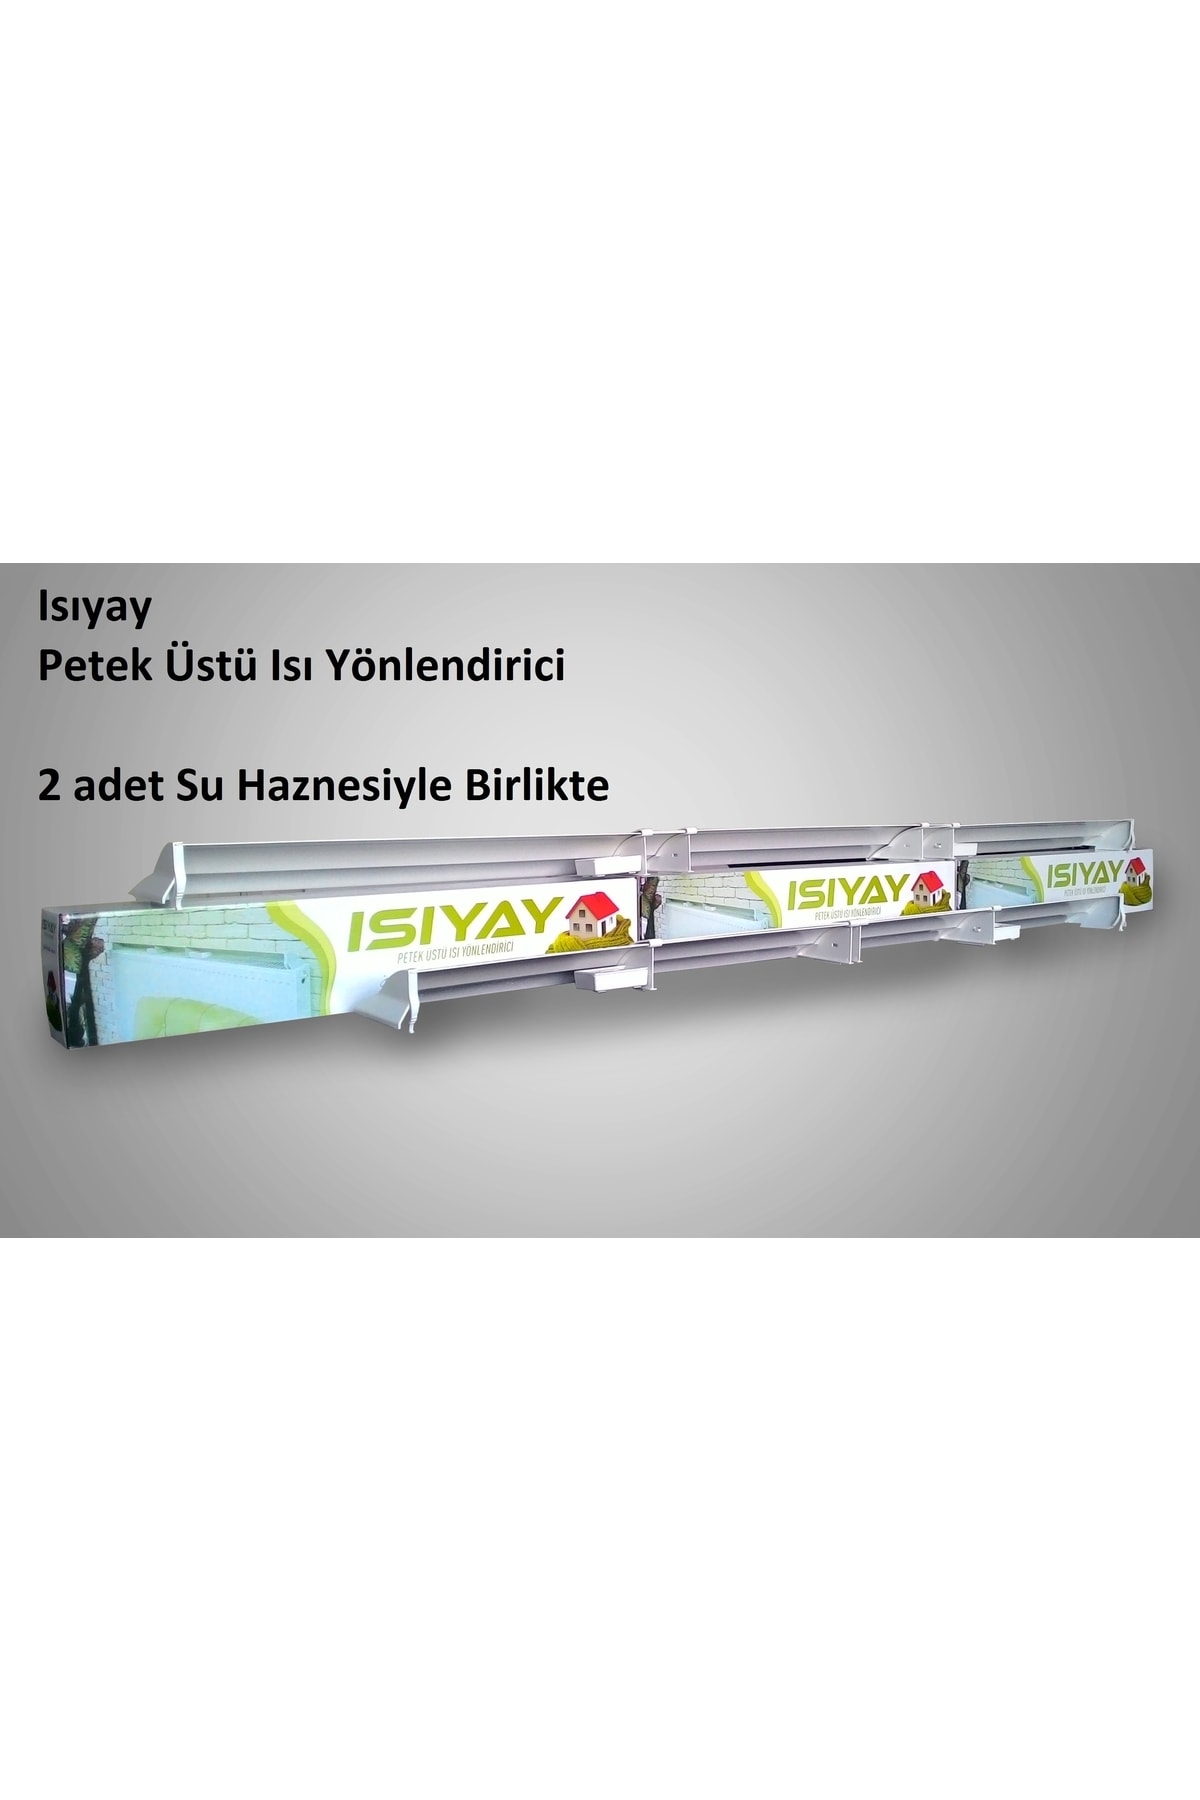 Isıyay
Petek Üstü Isı Yönlendirici
2 adet Su Haznesiyle Birlikte
ISIYAY
PETEK ÜSTÜ ISI YÖNLENDİRİCİ
ISIYAY
PETEK ÜSTÜ ISI YÖNLENDİRİCİ
ISIYAY
PETEK ÜSTÜ ISI YÖNLENDİRİCİ